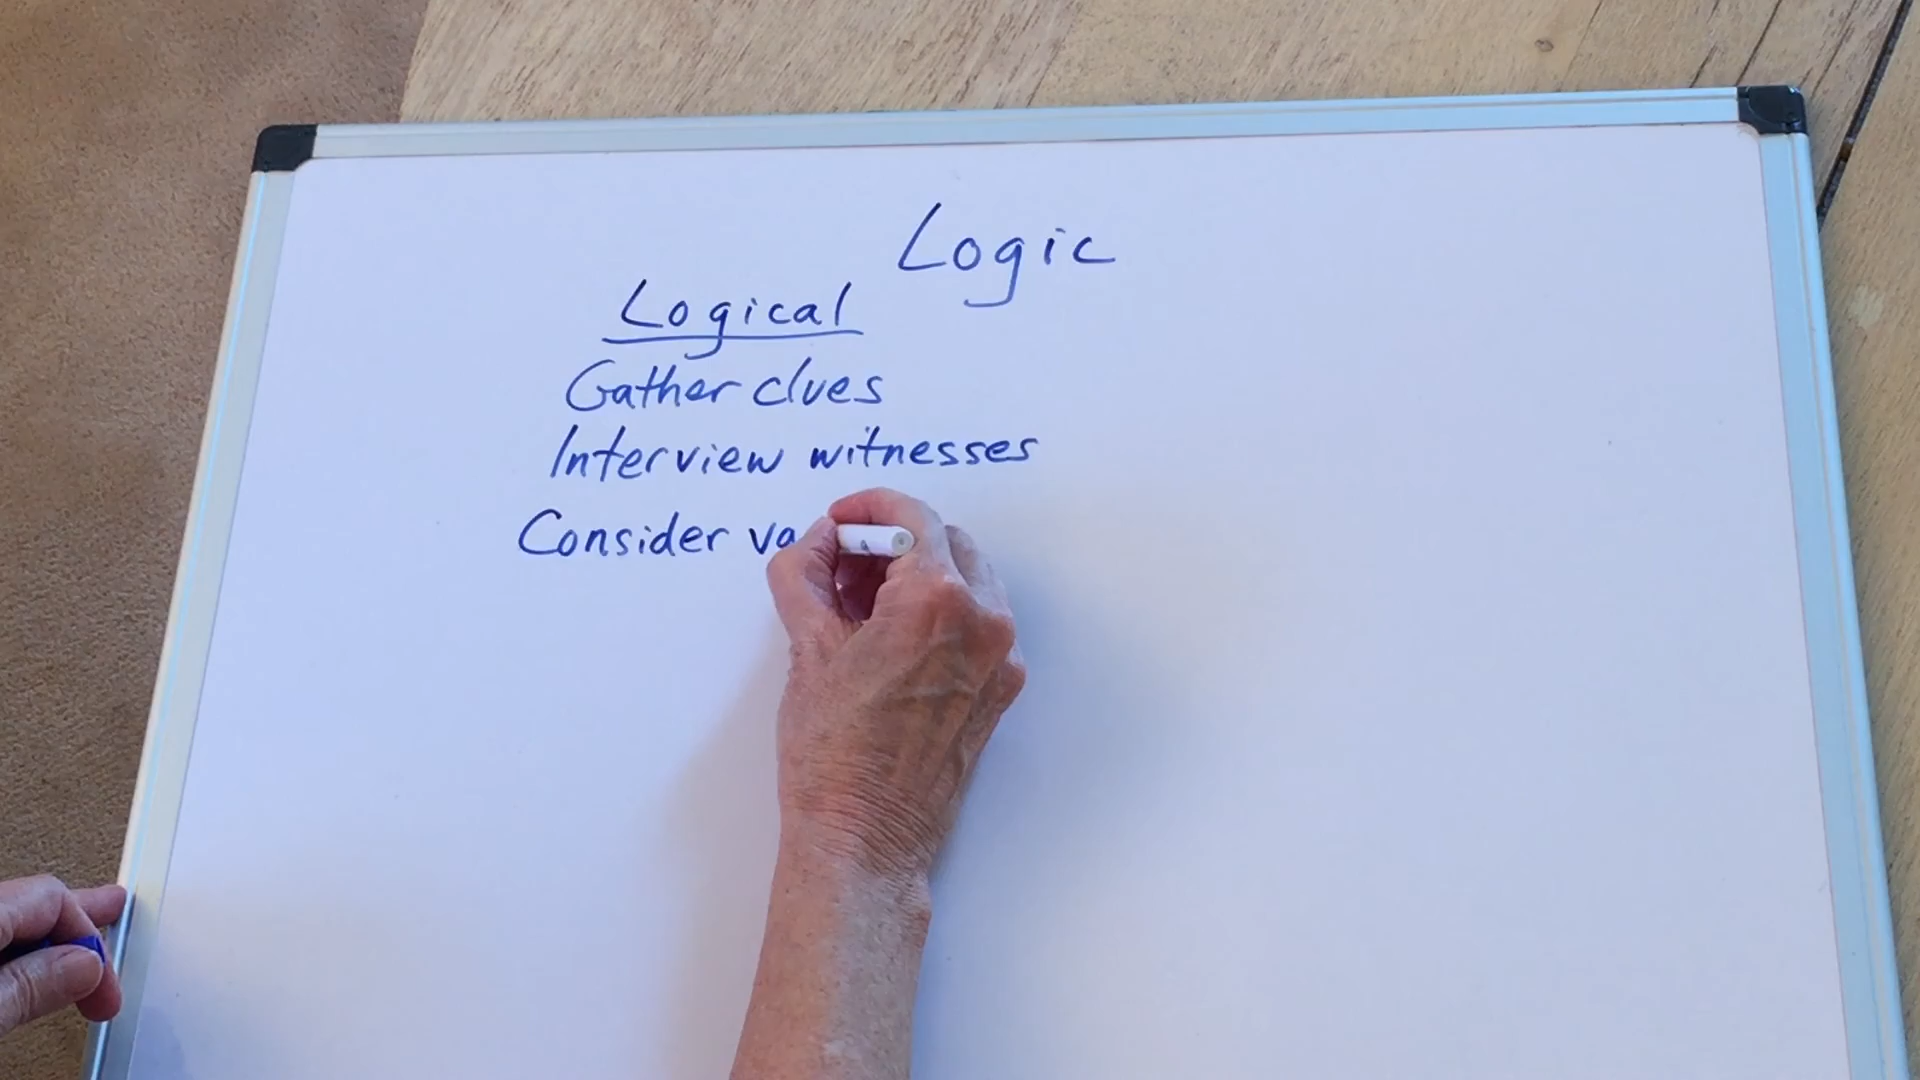 Logic
Logical
Gather clues
Interview witnesses
Consider va